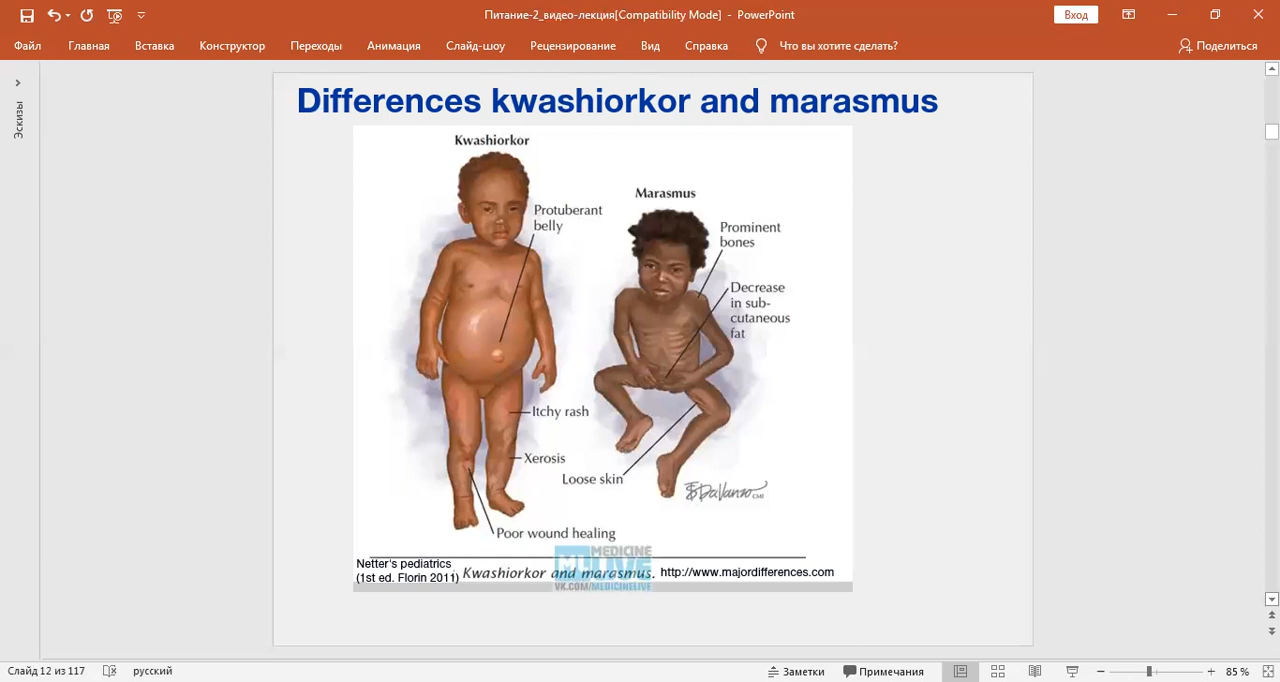 Питание-2_видео-лекция[Compatibility Mode] - PowerPoint
Вход
Файл
Главная
Вставка
Конструктор
Переходы
Анимация
Слайд-шоу
Рецензирование
Вид
Справка
Что вы хотите сделать?
Поделиться
Эскизы
Differences kwashiorkor and marasmus
Kwashiorkor
Protuberant
belly
Itchy rash
Xerosis
Poor wound healing
Marasmus
Prominent
bones
Decrease
in sub-
cutaneous
fat
Loose skin
Netter's pediatrics
(1st ed. Florin 2011)
Kwashiorkor and marasmus.
http://www.majordifferences.com
MEDICINE
LIVE
VK.COM/MEDICINELIVE
Слайд 12 из 117
русский
Заметки
Примечания
85 %